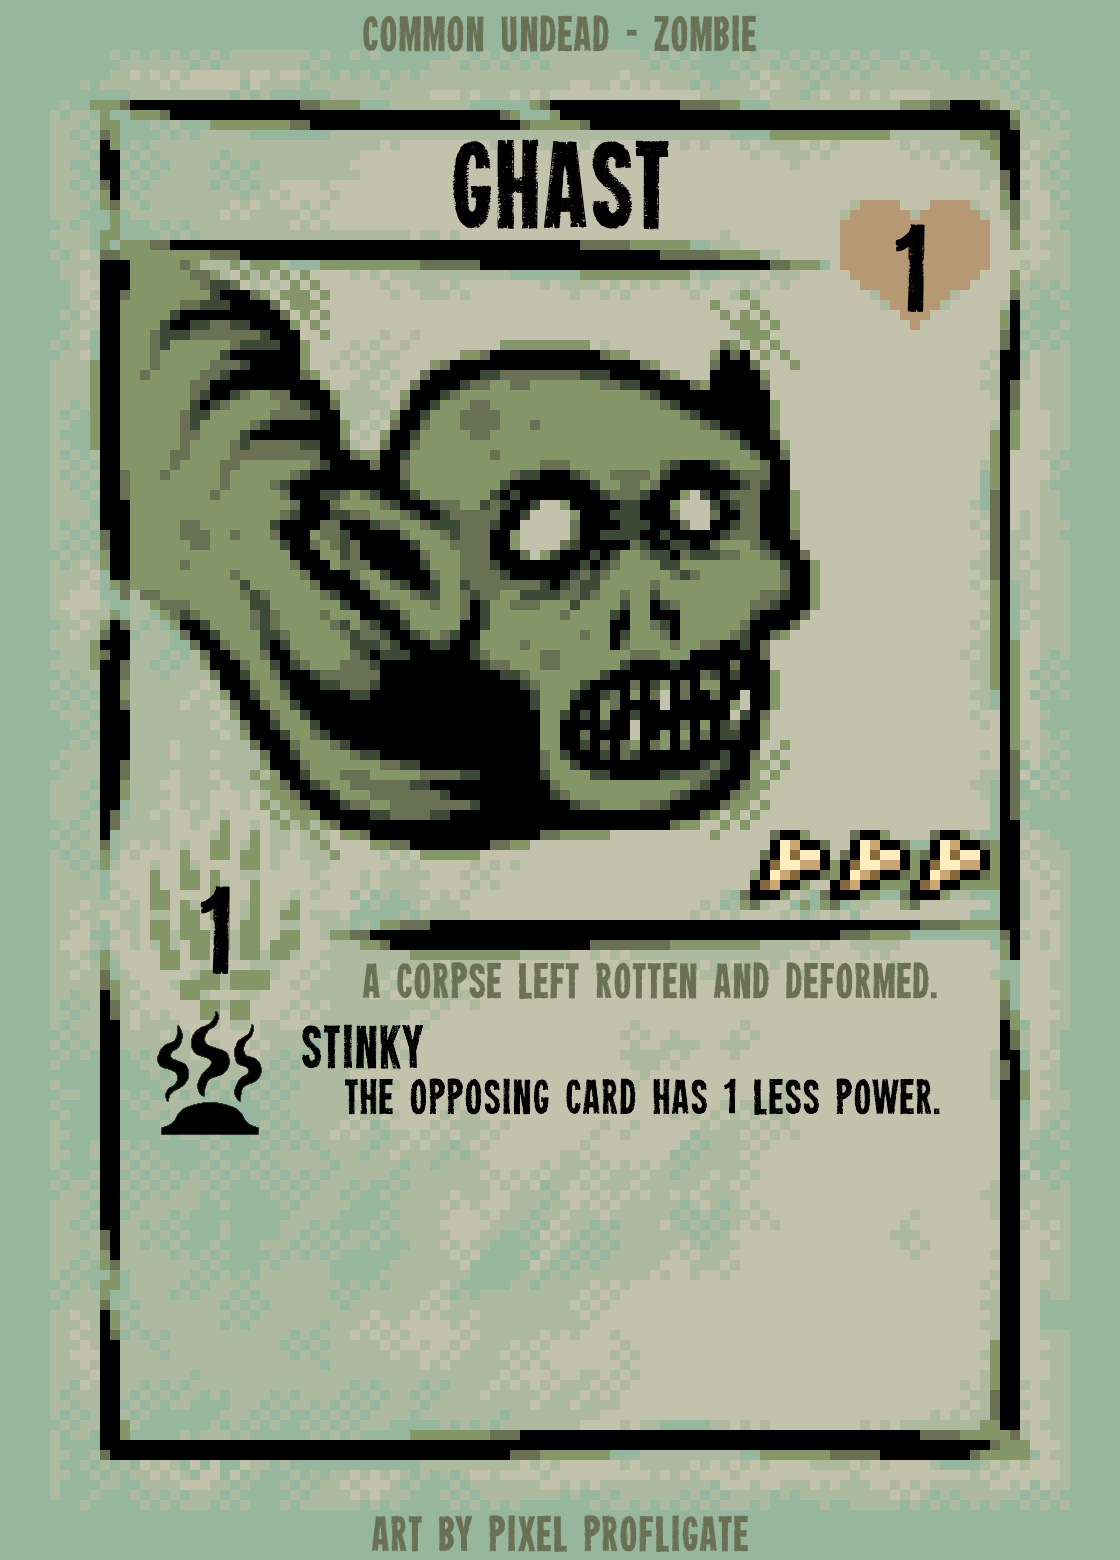 COMMON UNDEAD - ZOMBIE
GHAST
1
1
A CORPSE LEFT ROTTEN AND DEFORMED.
STINKY
THE OPPOSING CARD HAS 1 LESS POWER.
ART BY PIXEL PROFLIGATE